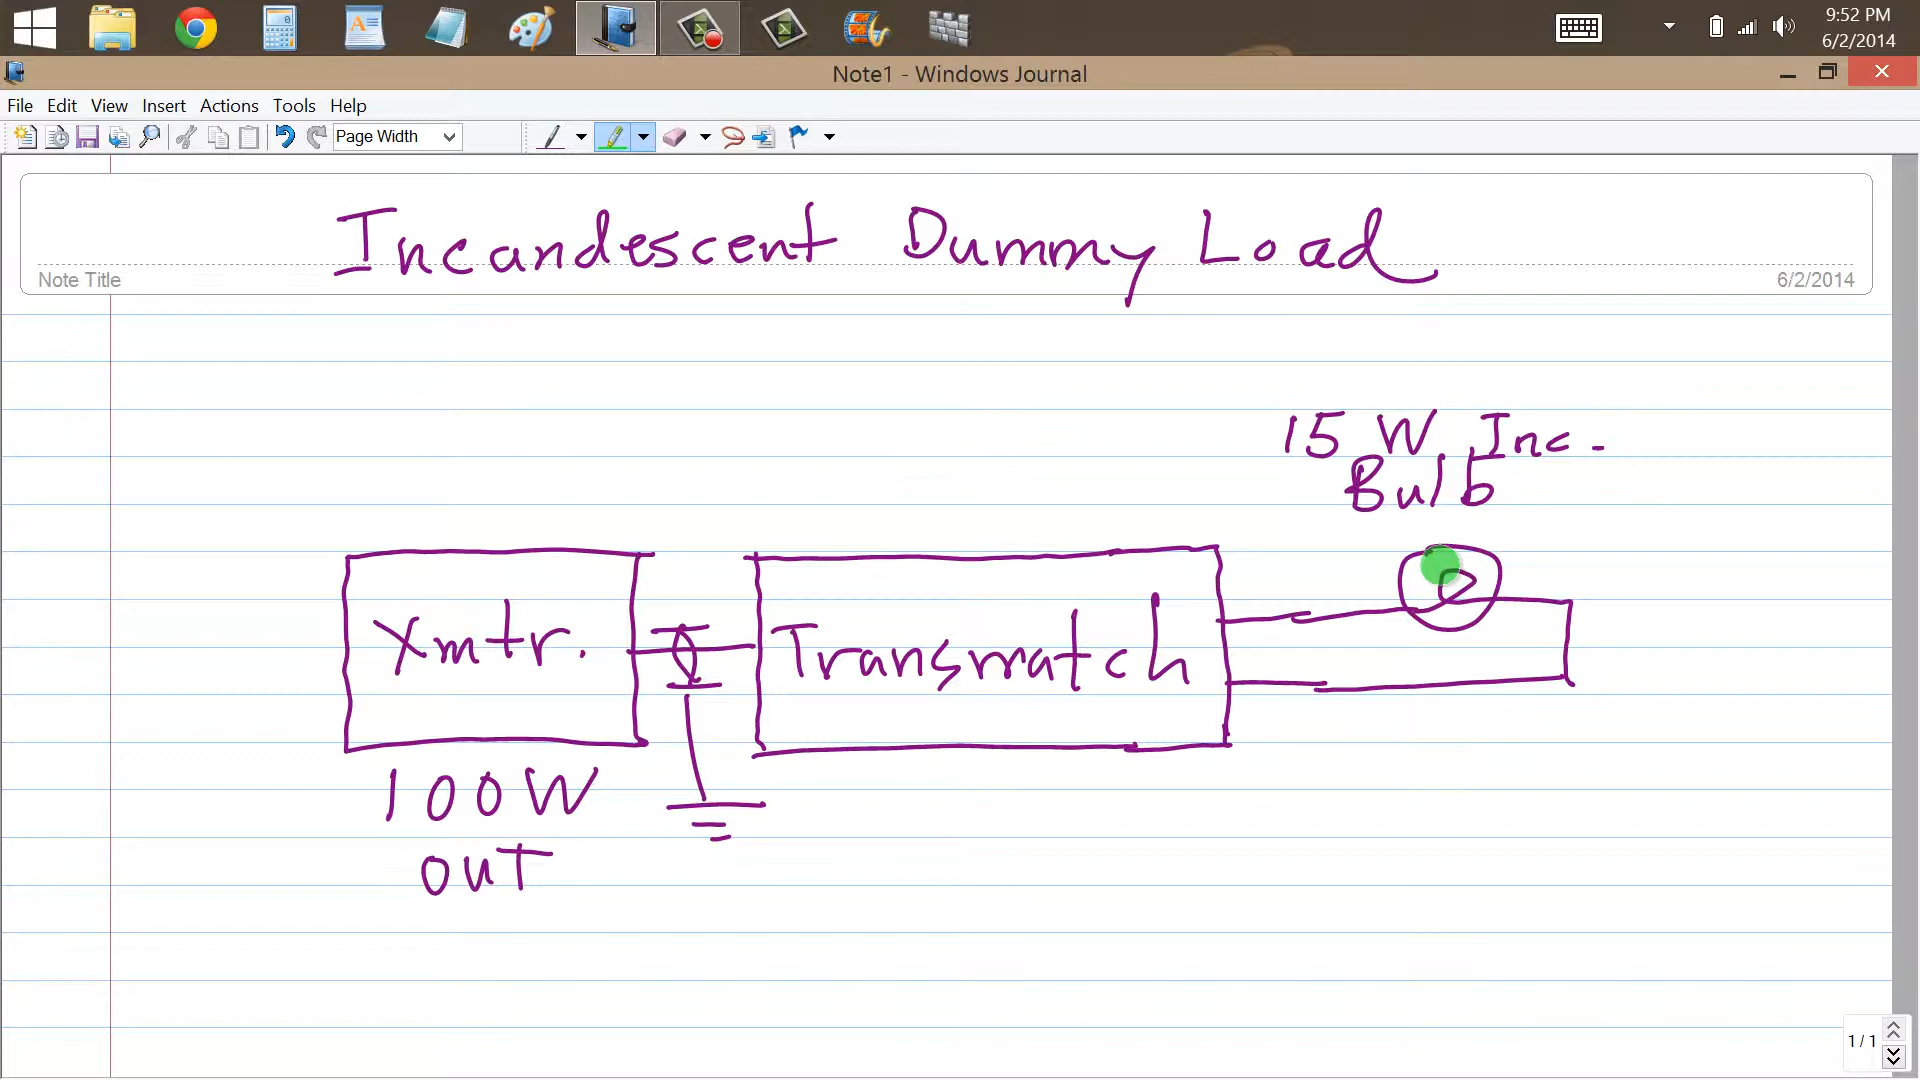 9:52 PM
6/2/2014
Note1 - Windows Journal
File Edit View Insert Actions Tools Help
Page Width
Incandescent Dummy Load
Note Title
6/2/2014
15 W Inc.
Bulb
Xmtr.
Transmatch
100W
OUT
1 / 1